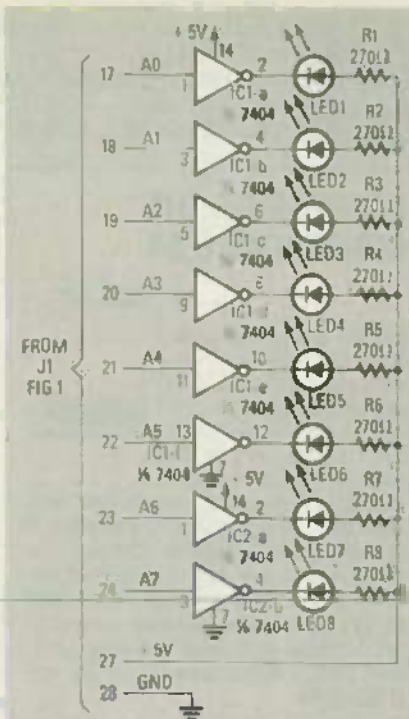 + 5V
14
R1
270Ω
17 A0 1 2
IC1-a
7404
LED1
R2
270Ω
18 A1 3 4
IC1 b
7404
LED2
R3
270Ω
19 A2 5 6
IC1 c
7404
LED3
R4
270Ω
20 A3 9
7404
LED4
R5
270Ω
FROM
J1
FIG 1
21 A4 11 10
IC1 e
7404
LED5
R6
270Ω
22 A5 13 12
IC1-f
⅙ 7404
7
LED6
5V
14
R7
270Ω
23 A6 1 2
IC2 a
7404
LED7
R8
270Ω
24 A7 3 4
IC2-b
7
⅙ 7404
LED8
27 5V
28 GND